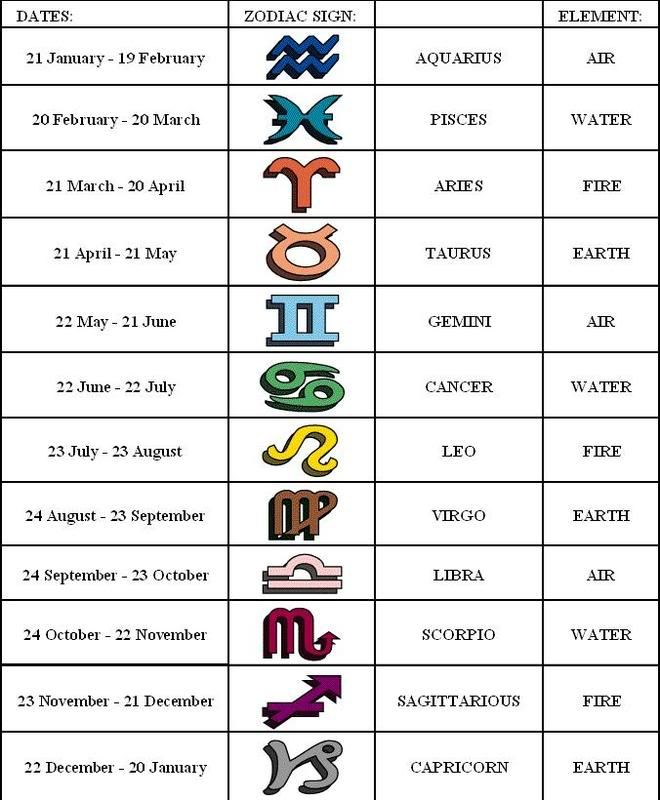 DATES: ZODIAC SIGN: ELEMENT:
21 January - 19 February AQUARIUS AIR
20 February - 20 March PISCES WATER
21 March - 20 April ARIES FIRE
21 April - 21 May TAURUS EARTH
22 May - 21 June GEMINI AIR
22 June - 22 July CANCER WATER
23 July - 23 August LEO FIRE
24 August - 23 September VIRGO EARTH
24 September - 23 October LIBRA AIR
24 October - 22 November SCORPIO WATER
23 November - 21 December SAGITTARIOUS FIRE
22 December - 20 January CAPRICORN EARTH